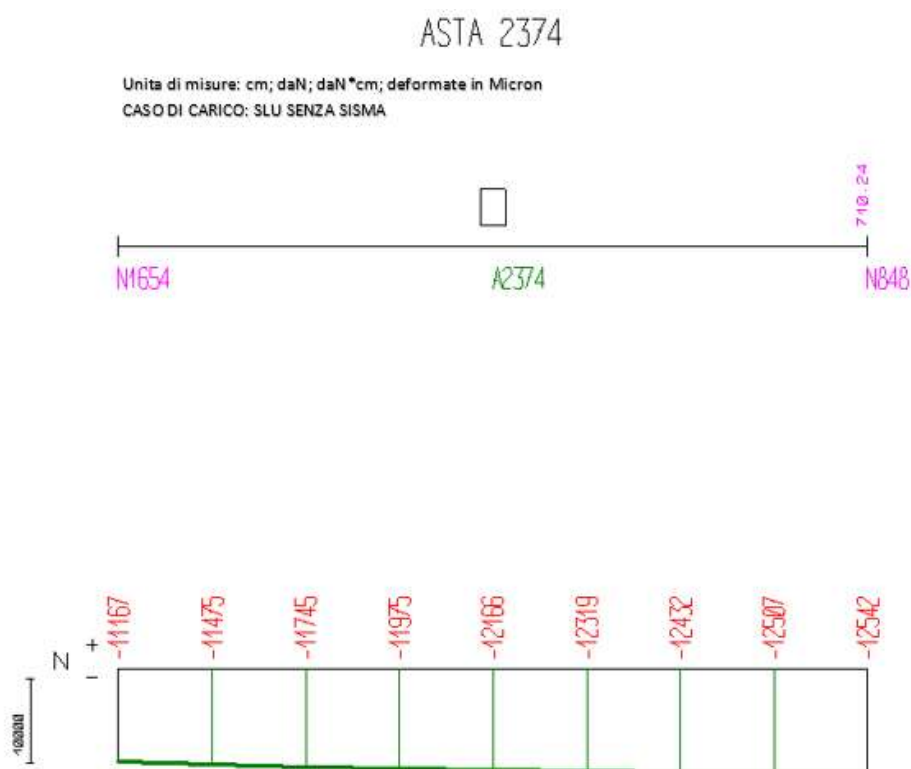 ASTA 2374
Unita di misure: cm; daN; daN*cm; deformate in Micron
CASO DI CARICO: SLU SENZA SISMA
710.24
N1654 A2374 N848
-11167 -11475 -11745 -11975 -12166 -12319 -12432 -12507 -12542
N + -
10000